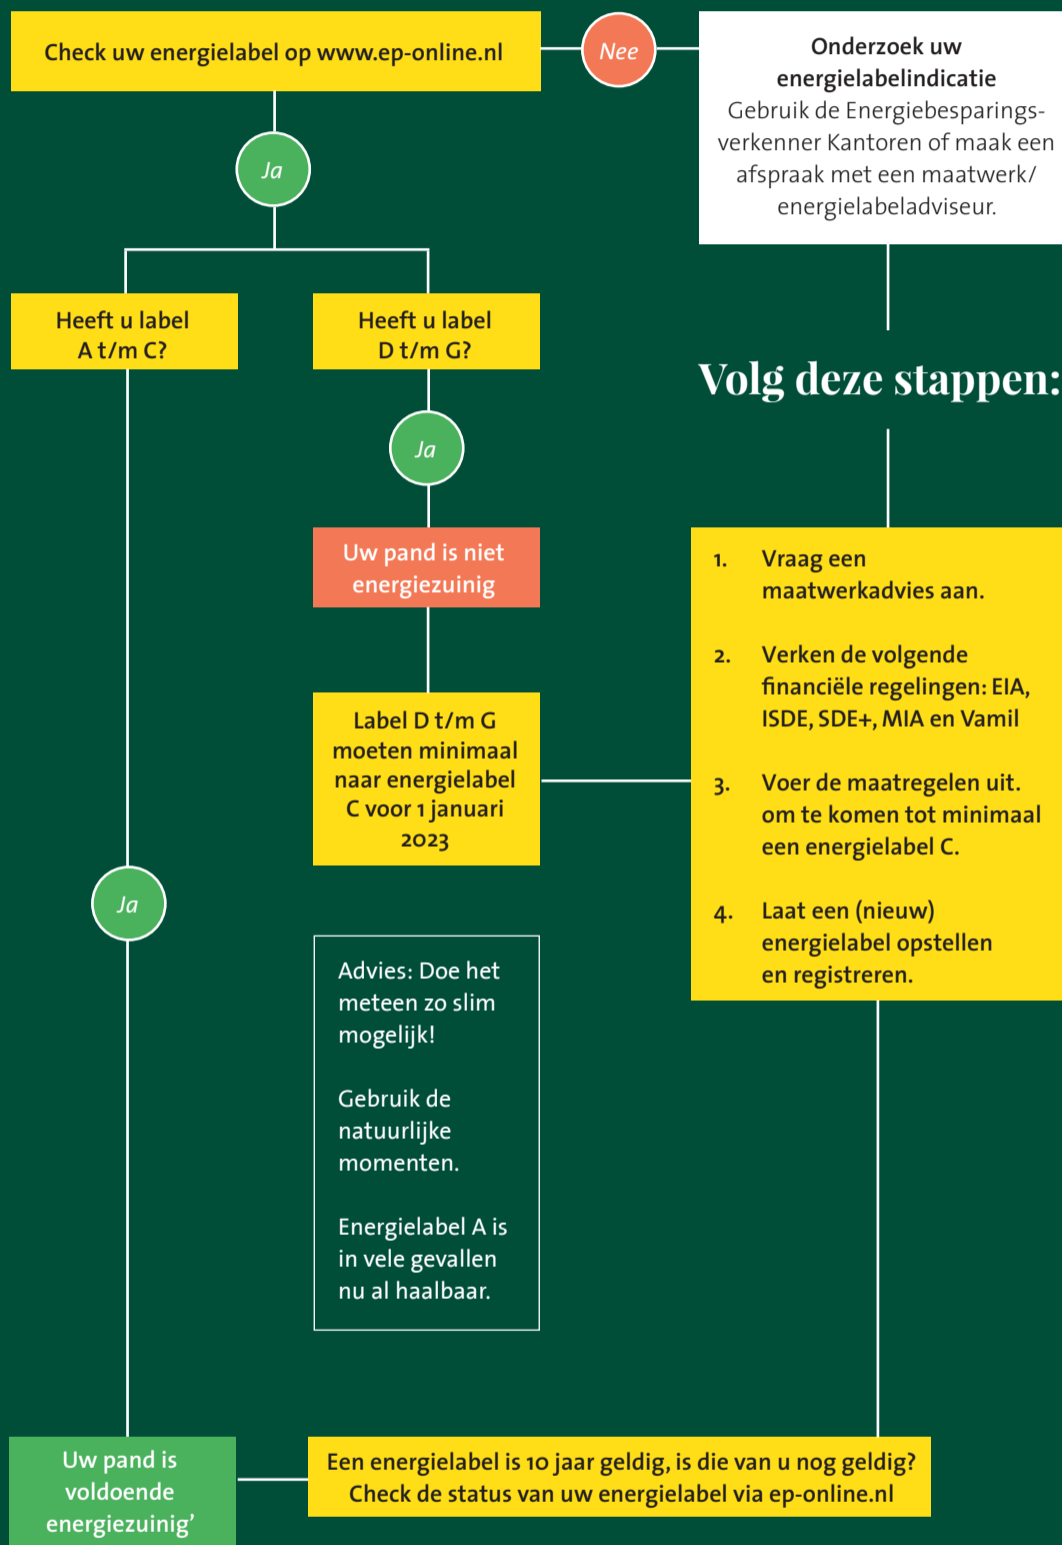 Check uw energielabel op www.ep-online.nl
Nee
Onderzoek uw
energielabelindicatie
Gebruik de Energiebesparings-
verkenner Kantoren of maak een
afspraak met een maatwerk/
energielabeladviseur.
Ja
Heeft u label
A t/m C?
Heeft u label
D t/m G?
Volg deze stappen:
Ja
Uw pand is niet
energiezuinig
Label D t/m G
moeten minimaal
naar energielabel
C voor 1 januari
2023
1. Vraag een
maatwerkadvies aan.
2. Verken de volgende
financiële regelingen: EIA,
ISDE, SDE+, MIA en Vamil
3. Voer de maatregelen uit.
om te komen tot minimaal
een energielabel C.
4. Laat een (nieuw)
energielabel opstellen
en registreren.
Ja
Advies: Doe het
meteen zo slim
mogelijk!
Gebruik de
natuurlijke
momenten.
Energielabel A is
in vele gevallen
nu al haalbaar.
Uw pand is
voldoende
energiezuinig’
Een energielabel is 10 jaar geldig, is die van u nog geldig?
Check de status van uw energielabel via ep-online.nl